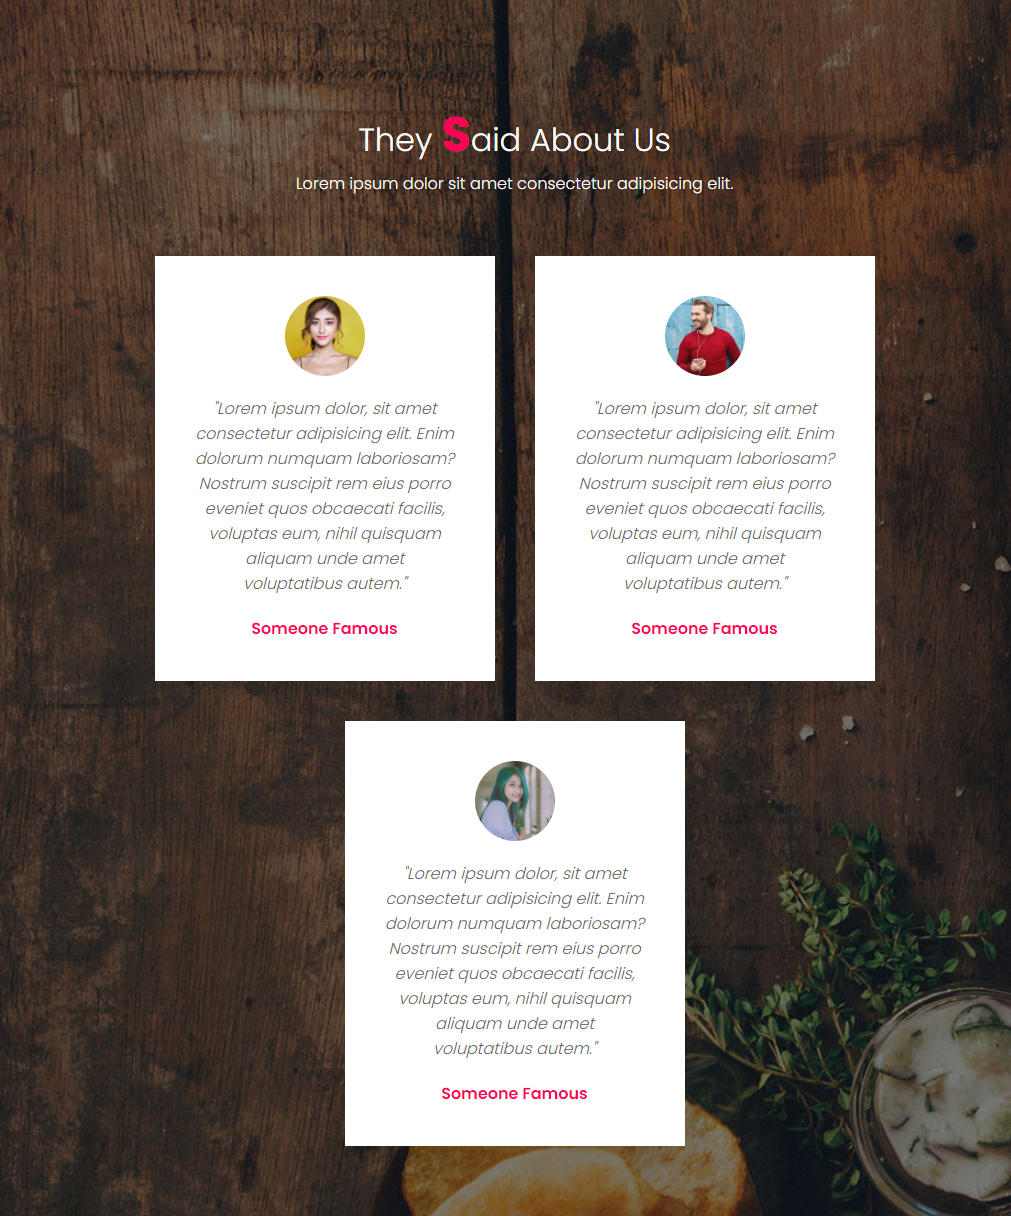 They Said About Us
Lorem ipsum dolor sit amet consectetur adipisicing elit.
"Lorem ipsum dolor, sit amet
consectetur adipisicing elit. Enim
dolorum numquam laboriosam?
Nostrum suscipit rem eius porro
eveniet quos obcaecati facilis,
voluptas eum, nihil quisquam
aliquam unde amet
voluptatibus autem."
Someone Famous
"Lorem ipsum dolor, sit amet
consectetur adipisicing elit. Enim
dolorum numquam laboriosam?
Nostrum suscipit rem eius porro
eveniet quos obcaecati facilis,
voluptas eum, nihil quisquam
aliquam unde amet
voluptatibus autem."
Someone Famous
"Lorem ipsum dolor, sit amet
consectetur adipisicing elit. Enim
dolorum numquam laboriosam?
Nostrum suscipit rem eius porro
eveniet quos obcaecati facilis,
voluptas eum, nihil quisquam
aliquam unde amet
voluptatibus autem."
Someone Famous